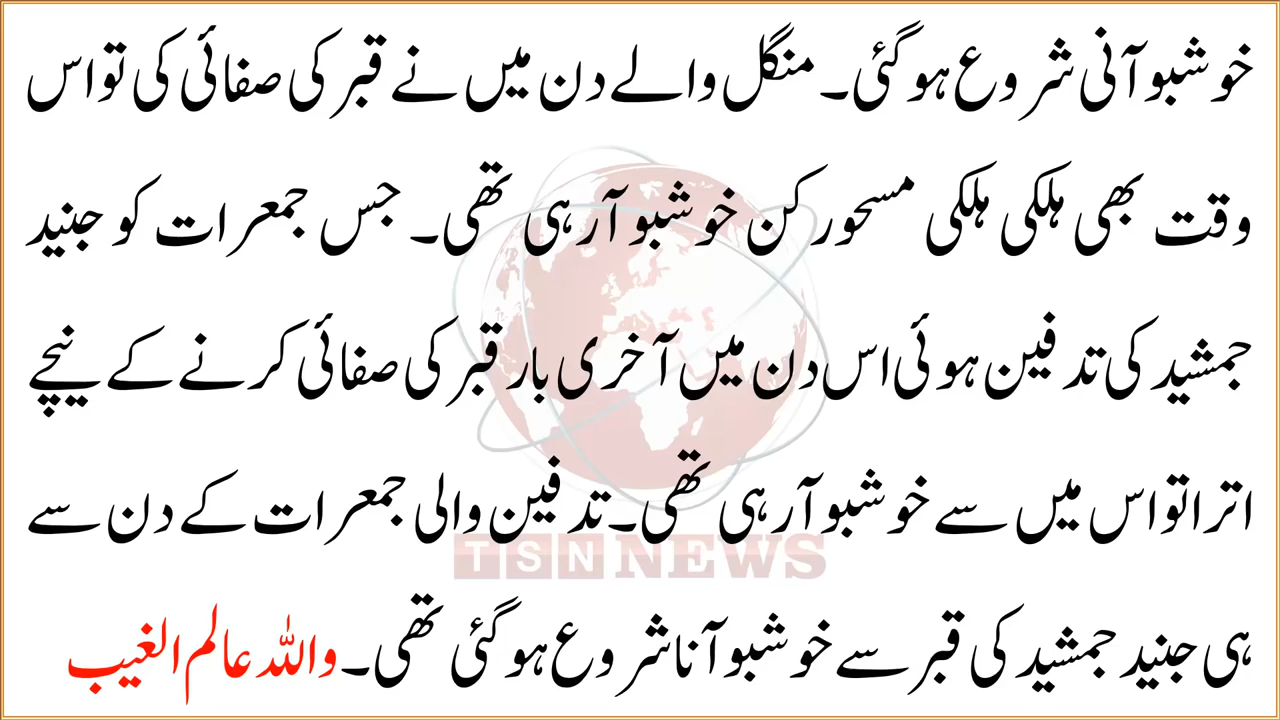 خوشبو آنی شروع ہوگئی۔ منگل والے دن میں نے قبر کی صفائی کی تو اس
وقت بھی ہلکی ہلکی مسحور کن خوشبو آرہی تھی۔ جس جمعرات کو جنید
جمشید کی تدفین ہوئی اس دن میں آخری بار قبر کی صفائی کرنے کے نیچے
اترا تو اس میں سے خوشبو آرہی تھی۔ تدفین والی جمعرات کے دن سے
TSN NEWS
ہی جنید جمشید کی قبر سے خوشبو آنا شروع ہوگئی تھی۔ واللہ عالم الغیب